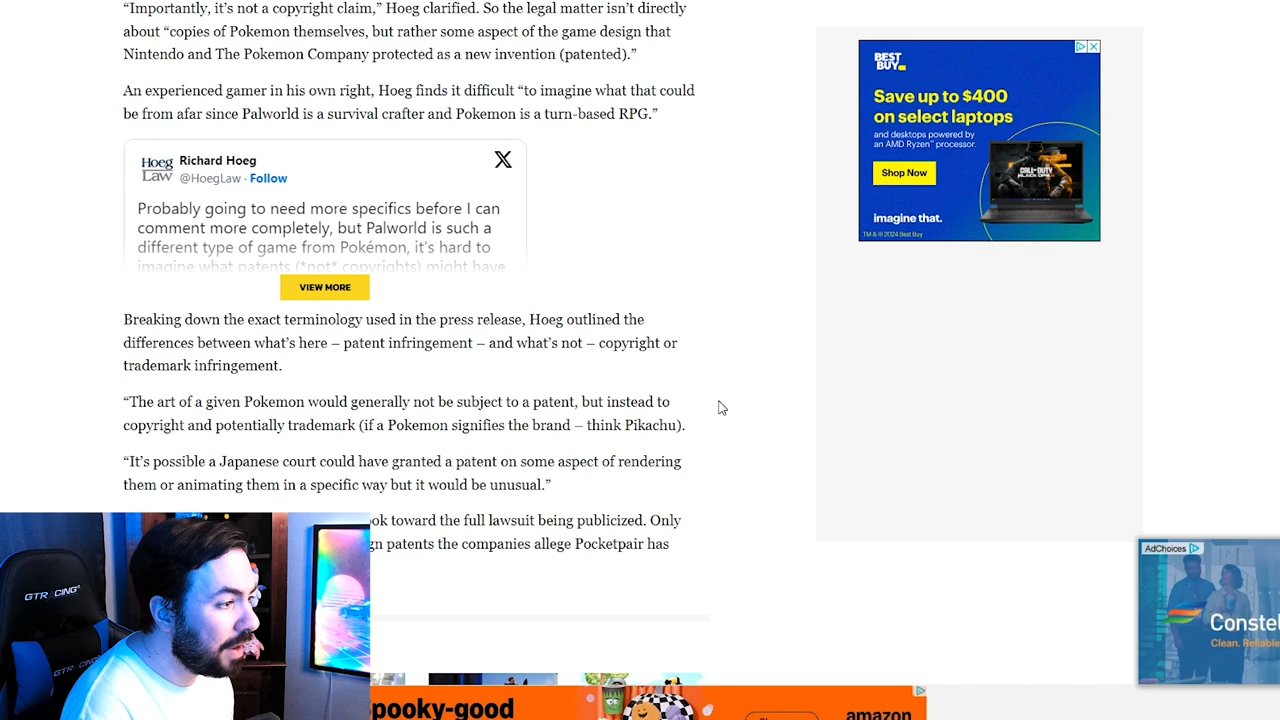 “Importantly, it’s not a copyright claim,” Hoeg clarified. So the legal matter isn’t directly
about “copies of Pokemon themselves, but rather some aspect of the game design that
Nintendo and The Pokemon Company protected as a new invention (patented).”
An experienced gamer in his own right, Hoeg finds it difficult “to imagine what that could
be from afar since Palworld is a survival crafter and Pokemon is a turn-based RPG.”
HOEG
LAW
Richard Hoeg
@HoegLaw · Follow
Probably going to need more specifics before I can
comment more completely, but Palworld is such a
different type of game from Pokémon, it’s hard to
imagine what patents (*not* copyrights) might have
VIEW MORE
Breaking down the exact terminology used in the press release, Hoeg outlined the
differences between what’s here – patent infringement – and what’s not – copyright or
trademark infringement.
“The art of a given Pokemon would generally not be subject to a patent, but instead to
copyright and potentially trademark (if a Pokemon signifies the brand – think Pikachu).
“It’s possible a Japanese court could have granted a patent on some aspect of rendering
them or animating them in a specific way but it would be unusual.”
ok toward the full lawsuit being publicized. Only
gn patents the companies allege Pocketpair has
BEST
BUY
Save up to $400
on select laptops
and desktops powered by
an AMD Ryzen™ processor.
Shop Now
CALL OF DUTY
BLACK OPS
imagine that.
TM & © 2024 Best Buy
AdChoices
Constel
Clean. Reliable
GTRACING
GTRACING
pooky-good
amazon